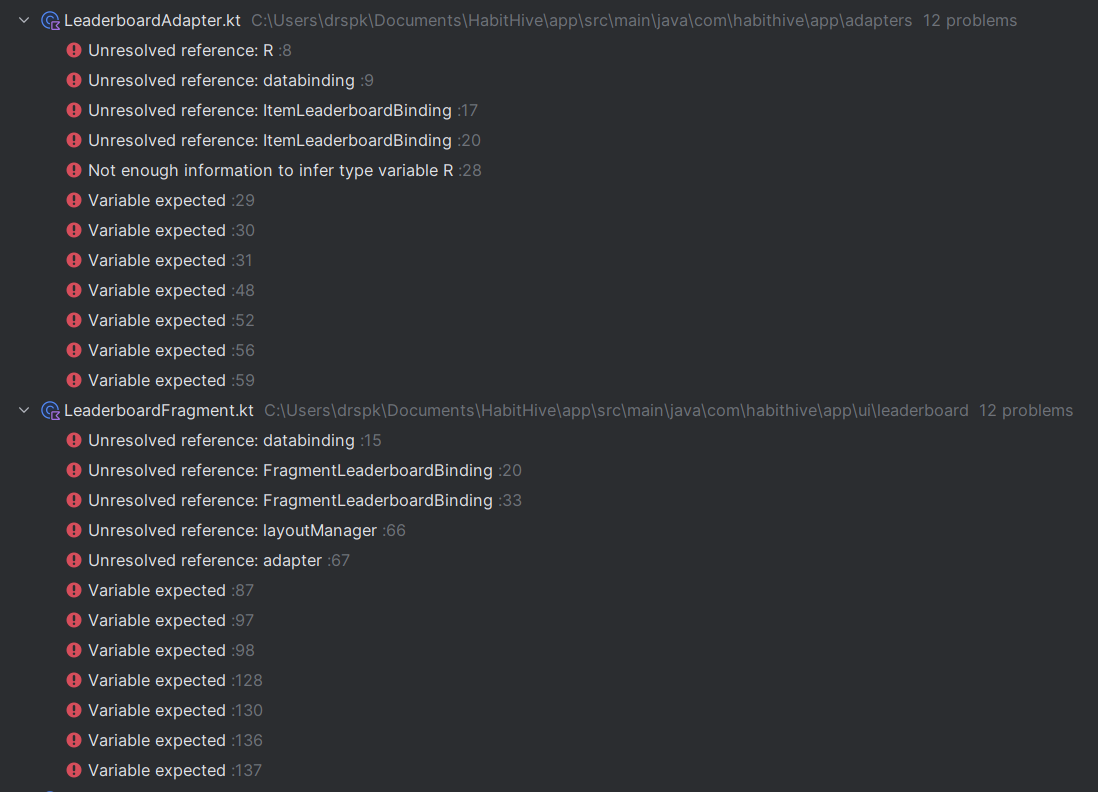 LeaderboardAdapter.kt C:\Users\drspk\Documents\HabitHive\app\src\main\java\com\habithive\app\adapters 12 problems
Unresolved reference: R :8
Unresolved reference: databinding :9
Unresolved reference: ItemLeaderboardBinding :17
Unresolved reference: ItemLeaderboardBinding :20
Not enough information to infer type variable R :28
Variable expected :29
Variable expected :30
Variable expected :31
Variable expected :48
Variable expected :52
Variable expected :56
Variable expected :59
LeaderboardFragment.kt C:\Users\drspk\Documents\HabitHive\app\src\main\java\com\habithive\app\ui\leaderboard 12 problems
Unresolved reference: databinding :15
Unresolved reference: FragmentLeaderboardBinding :20
Unresolved reference: FragmentLeaderboardBinding :33
Unresolved reference: layoutManager :66
Unresolved reference: adapter :67
Variable expected :87
Variable expected :97
Variable expected :98
Variable expected :128
Variable expected :130
Variable expected :136
Variable expected :137